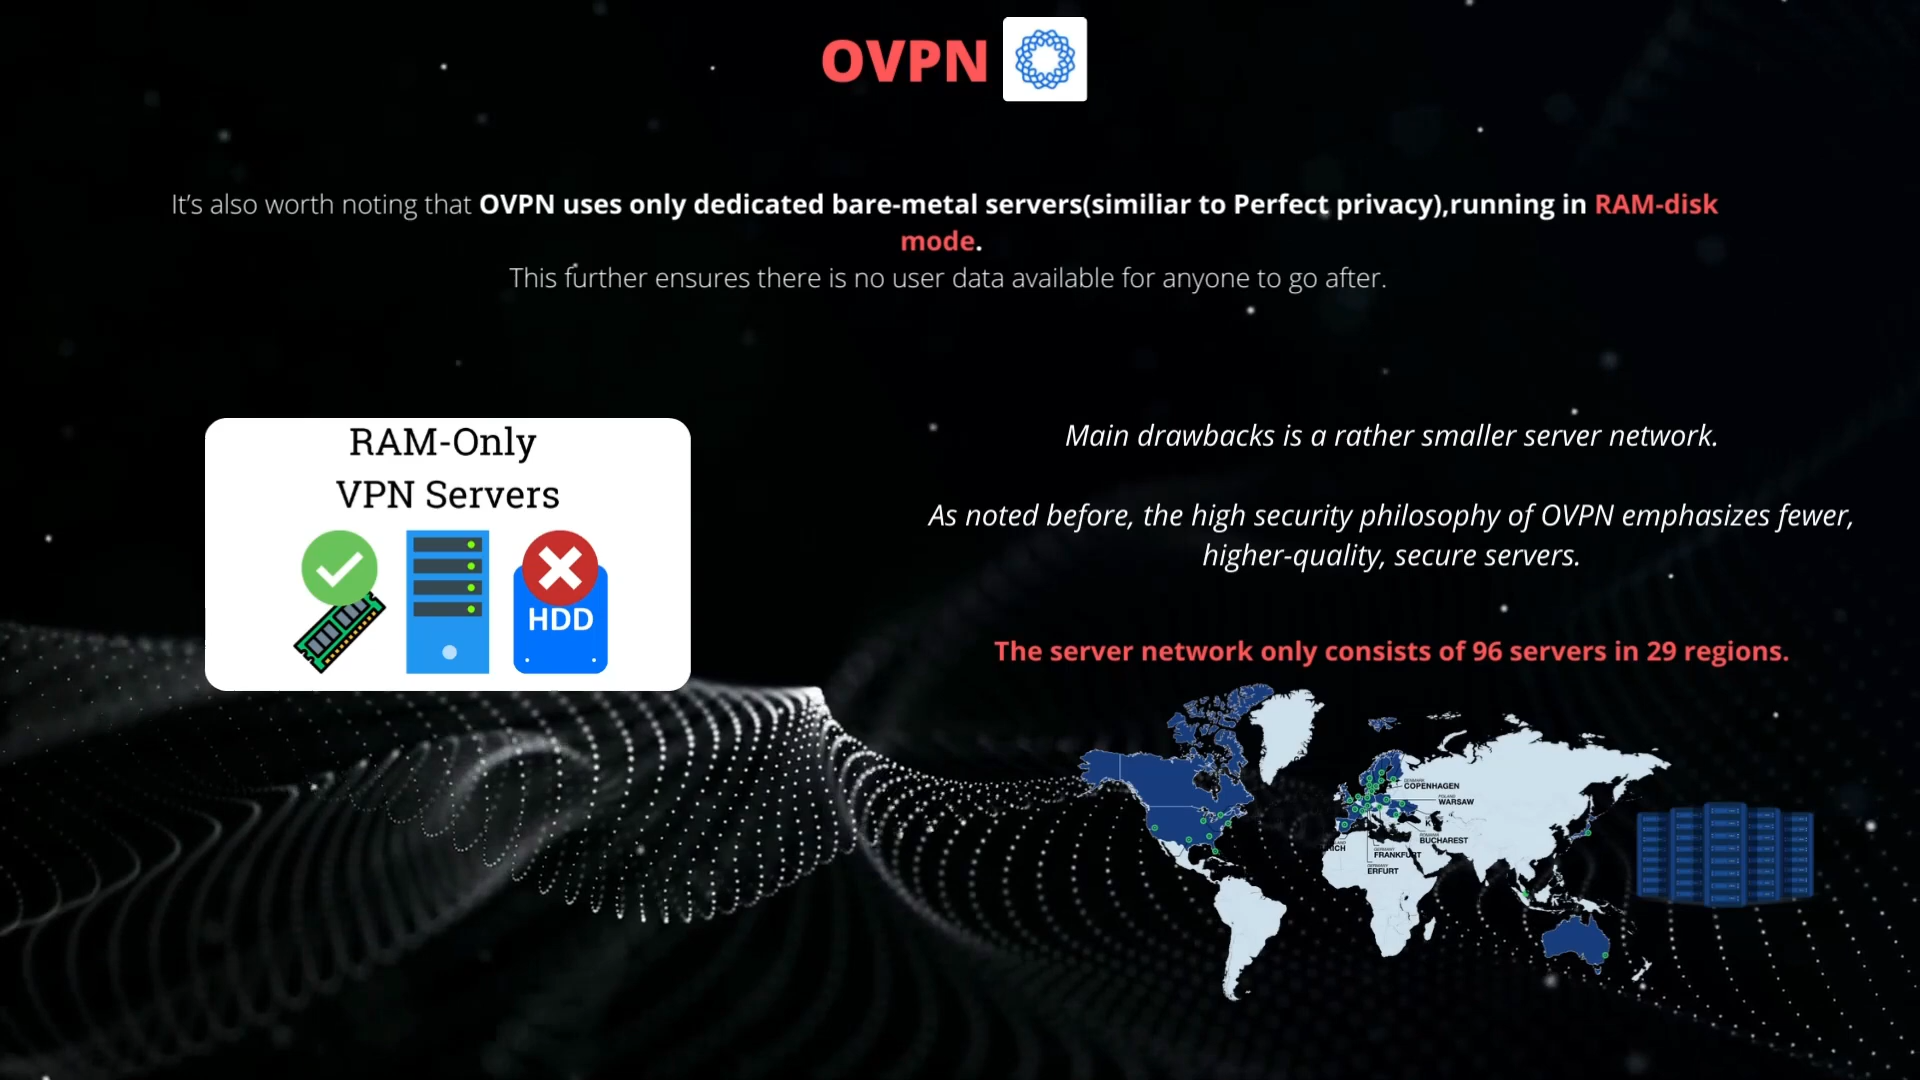 OVPN
It’s also worth noting that OVPN uses only dedicated bare-metal servers(similiar to Perfect privacy),running in RAM-disk
mode.
This further ensures there is no user data available for anyone to go after.
RAM-Only
VPN Servers
HDD
Main drawbacks is a rather smaller server network.
As noted before, the high security philosophy of OVPN emphasizes fewer,
higher-quality, secure servers.
The server network only consists of 96 servers in 29 regions.
DENMARK
COPENHAGEN
POLAND
WARSAW
BUCHAREST
GERMANY
FRANKFURT
GERMANY
ERFURT